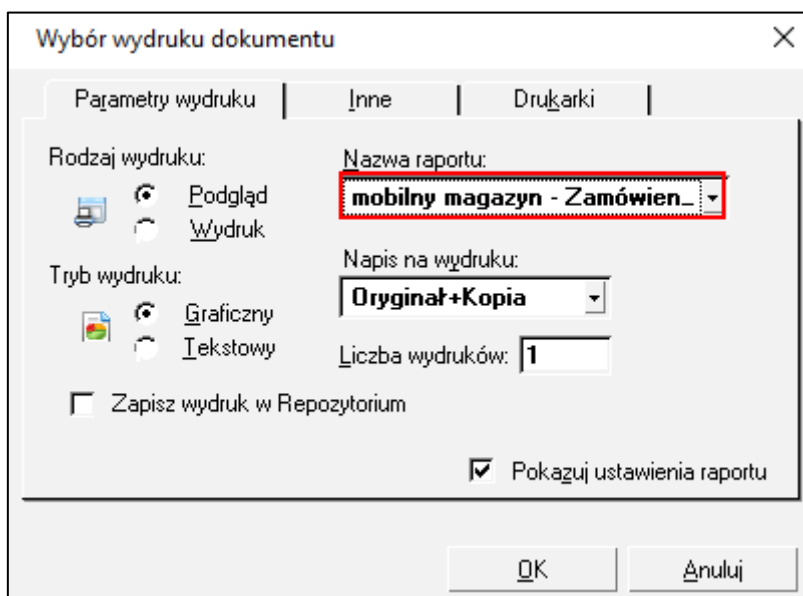 Wybór wydruku dokumentu
Parametry wydruku
Inne
Drukarki
Rodzaj wydruku:
Podgląd
Wydruk
Nazwa raportu:
mobilny magazyn - Zamówien_
Tryb wydruku:
Graficzny
Tekstowy
Napis na wydruku:
Oryginał+Kopia
Liczba wydruków: 1
Zapisz wydruk w Repozytorium
Pokazuj ustawienia raportu
OK
Anuluj